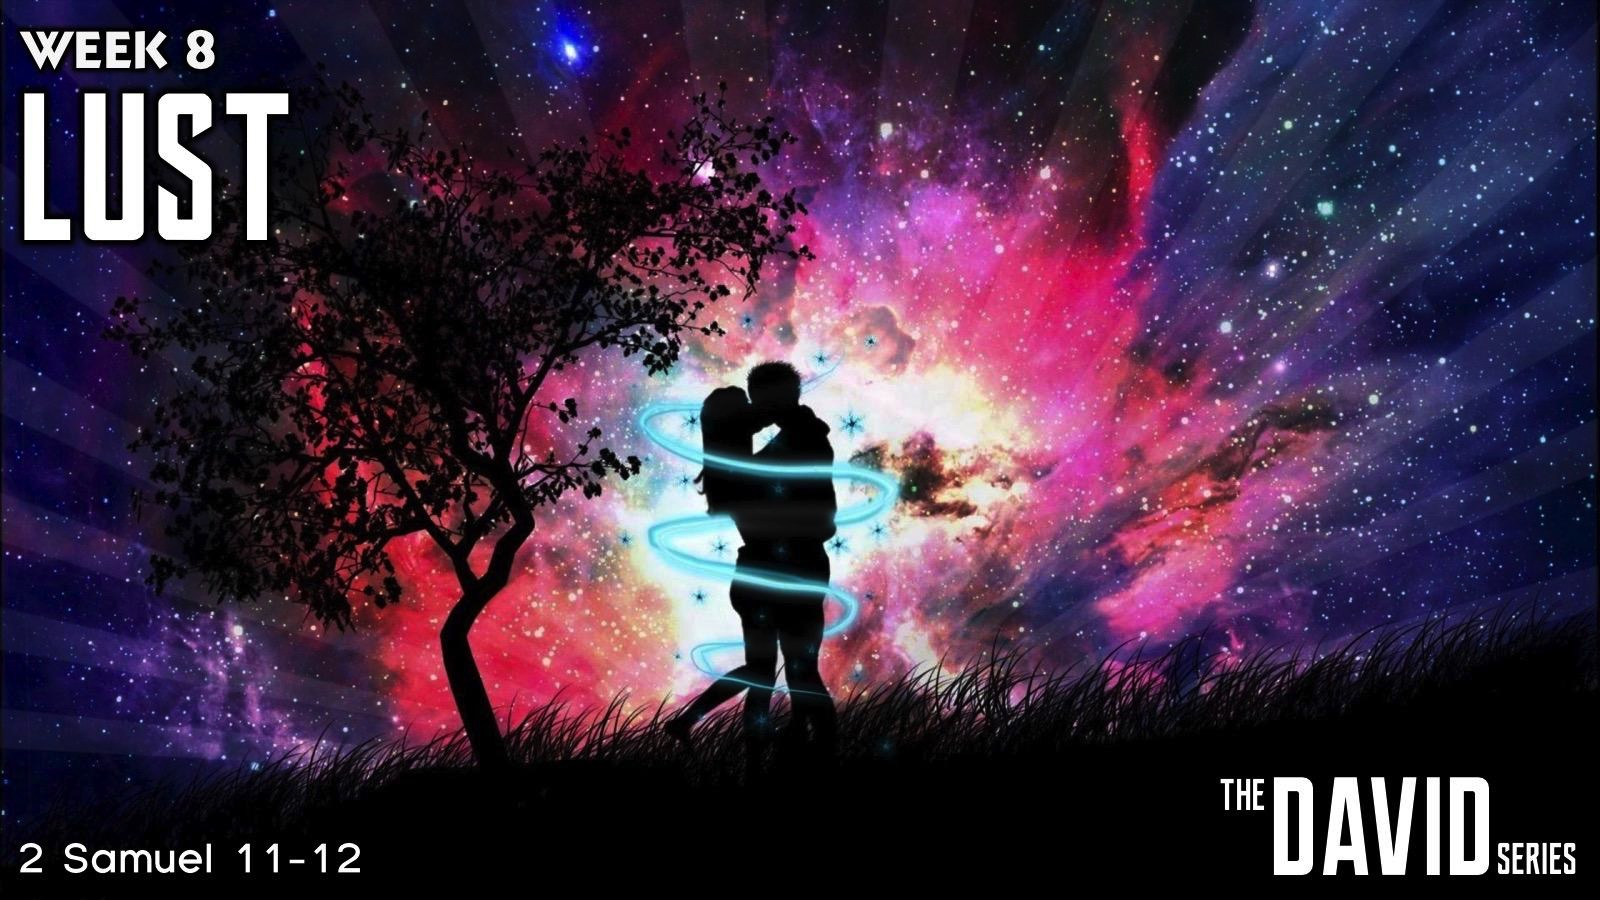 WEEK 8
LUST
2 Samuel 11-12
THE DAVID SERIES